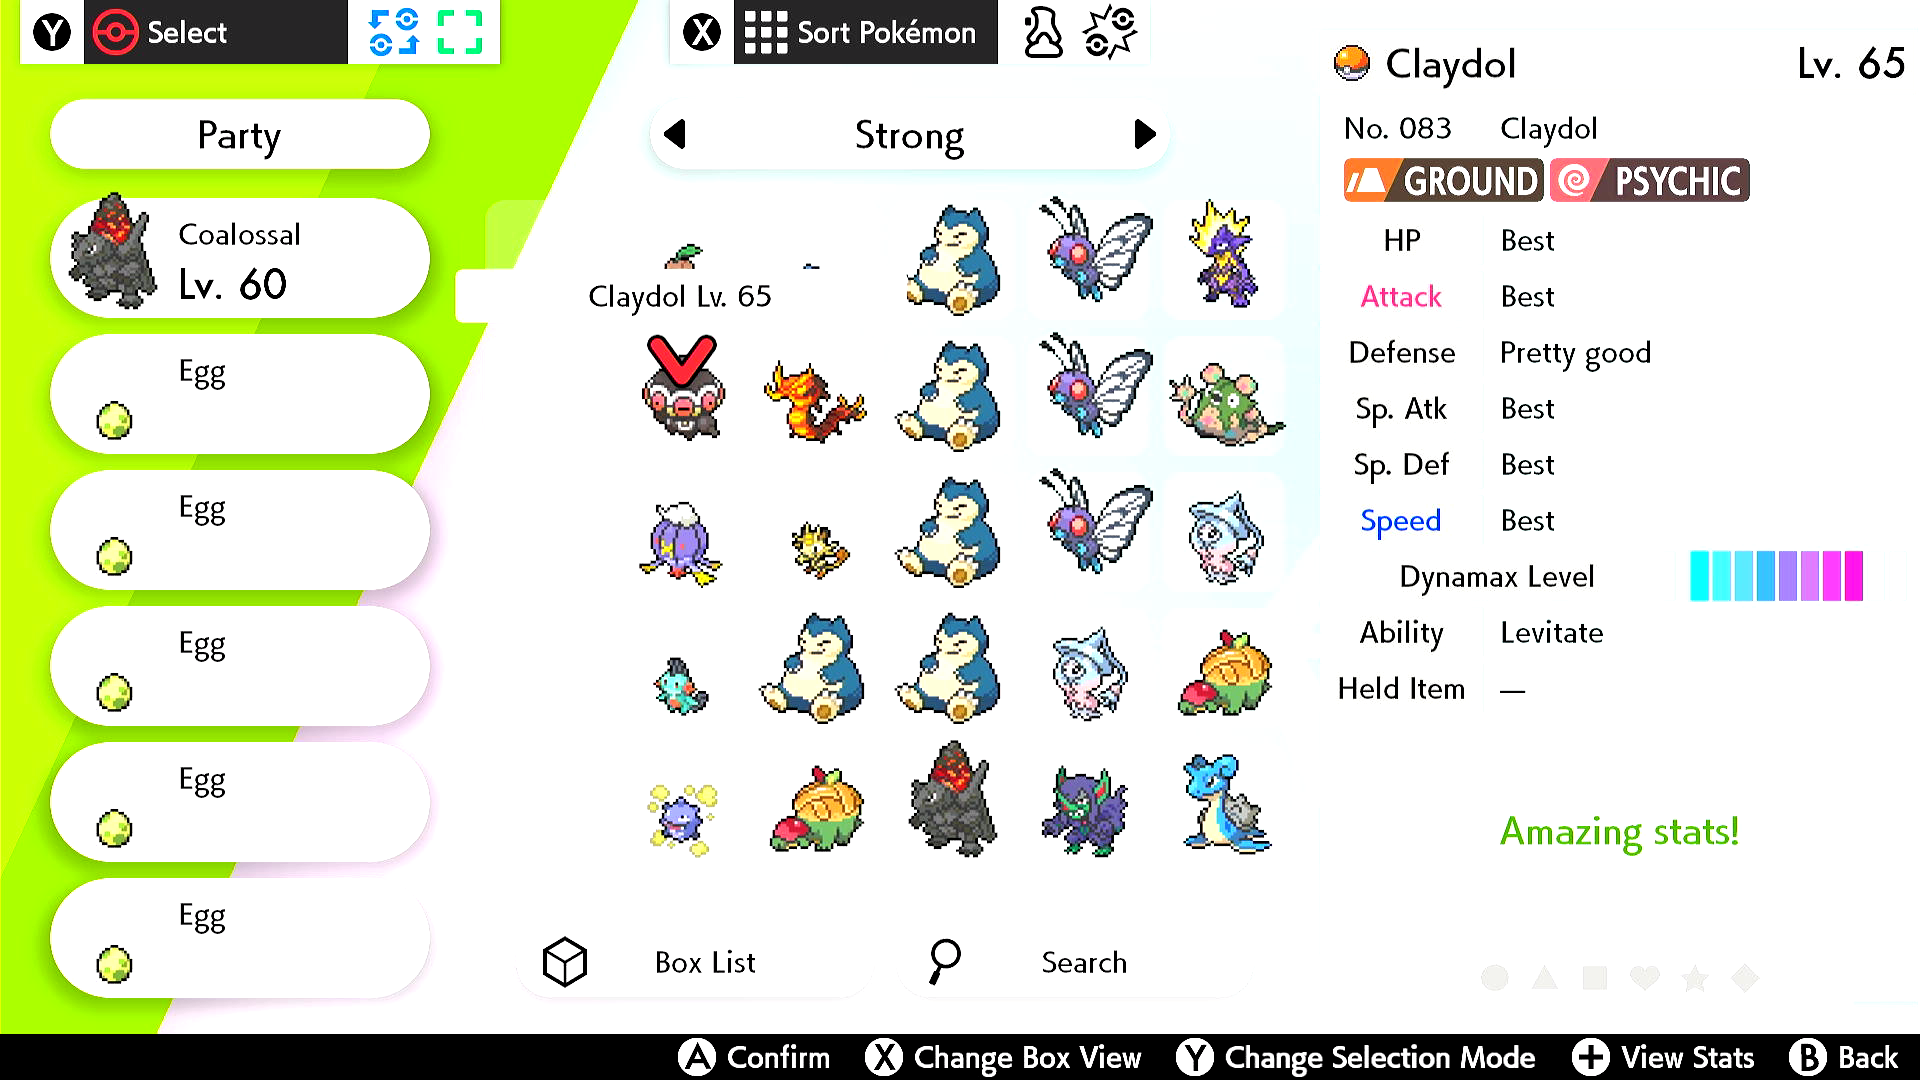 Y Select
X Sort Pokémon
Party
Coalossal
Lv. 60
Egg
Egg
Egg
Egg
Egg
Strong
Claydol Lv. 65
Box List
Search
Claydol Lv. 65
No. 083 Claydol
GROUND PSYCHIC
HP Best
Attack Best
Defense Pretty good
Sp. Atk Best
Sp. Def Best
Speed Best
Dynamax Level
Ability Levitate
Held Item —
Amazing stats!
A Confirm X Change Box View Y Change Selection Mode + View Stats B Back